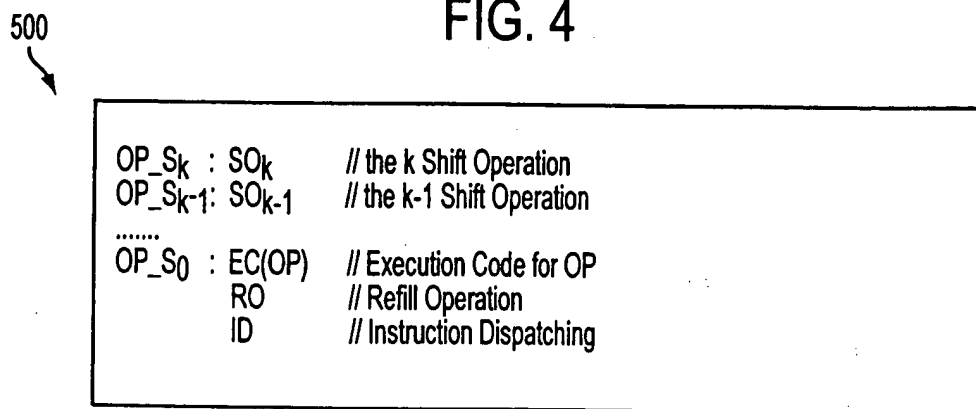 FIG. 4
500
OP_Sk : SOk // the k Shift Operation
OP_Sk-1: SOk-1 // the k-1 Shift Operation
.......
OP_S0 : EC(OP) // Execution Code for OP
RO // Refill Operation
ID // Instruction Dispatching